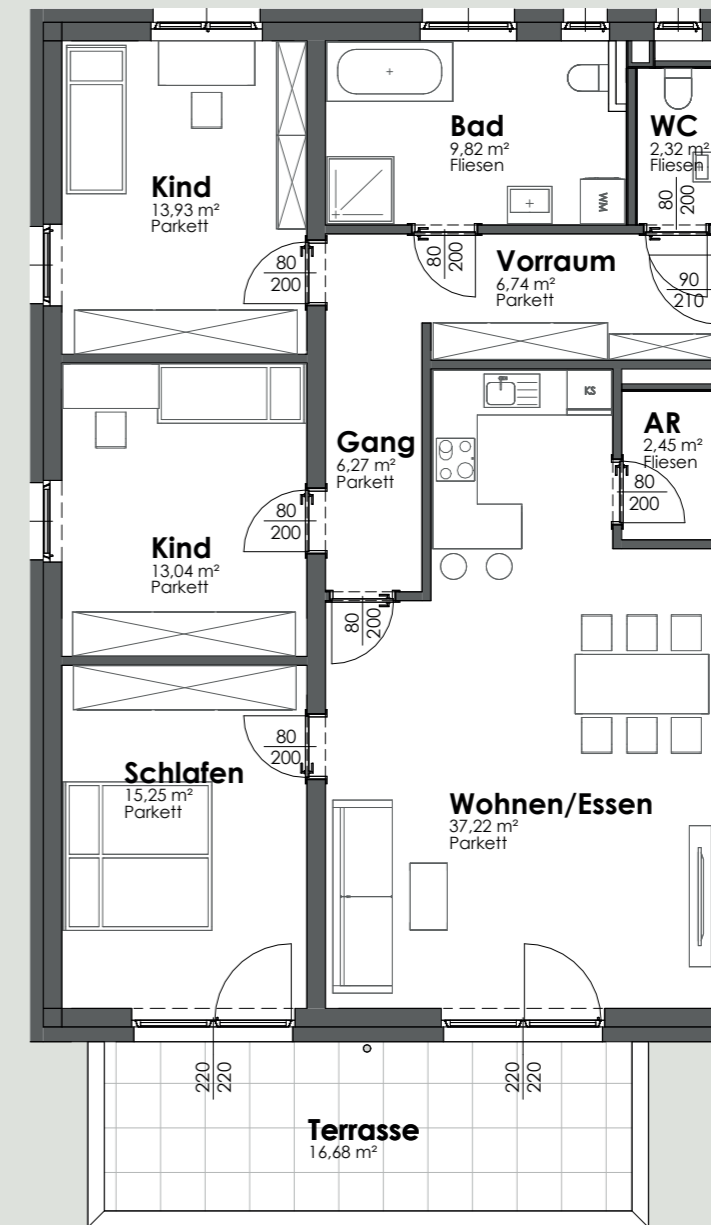 Kind
13,93 m²
Parkett
80
200
Bad
9,82 m²
Fliesen
WM
80
200
WC
2,32 m²
Fliesen
80
200
Vorraum
6,74 m²
Parkett
90
210
Gang
6,27 m²
Parkett
KS
AR
2,45 m²
Fliesen
80
200
Kind
13,04 m²
Parkett
80
200
80
200
Schlafen
15,25 m²
Parkett
80
200
Wohnen/Essen
37,22 m²
Parkett
220
220
220
220
Terrasse
16,68 m²